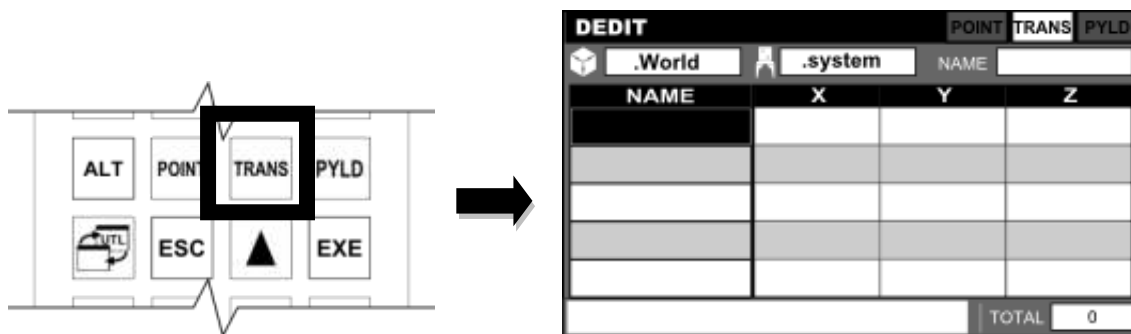 ALT POINT TRANS PYLD
UTL ESC EXE
DEDIT POINT TRANS PYLD
.World .system NAME
NAME X Y Z
TOTAL 0